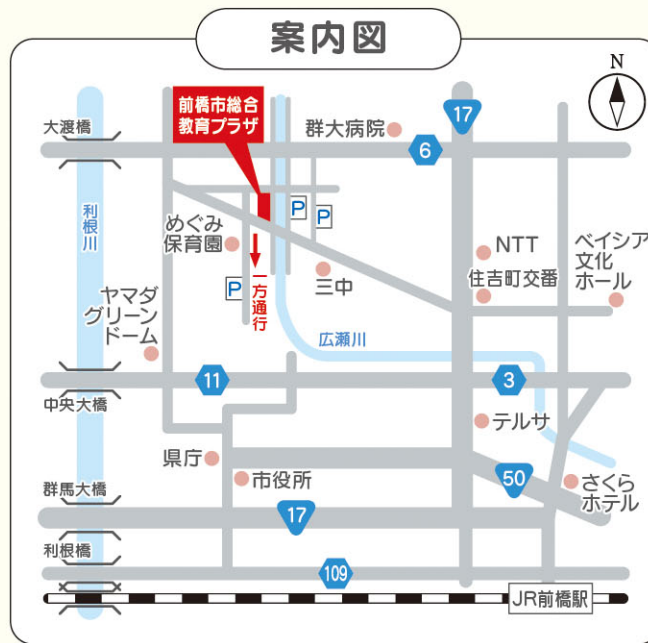 案内図
N
17
前橋市総合
教育プラザ
大渡橋
群大病院
6
利根川
P
P
めぐみ
保育園
NTT
ベイシア
文化
ホール
三中
住吉町交番
P
一方通行
ヤマダ
グリーン
ドーム
広瀬川
11
3
中央大橋
テルサ
県庁
市役所
50
さくら
ホテル
群馬大橋
17
利根橋
109
JR前橋駅